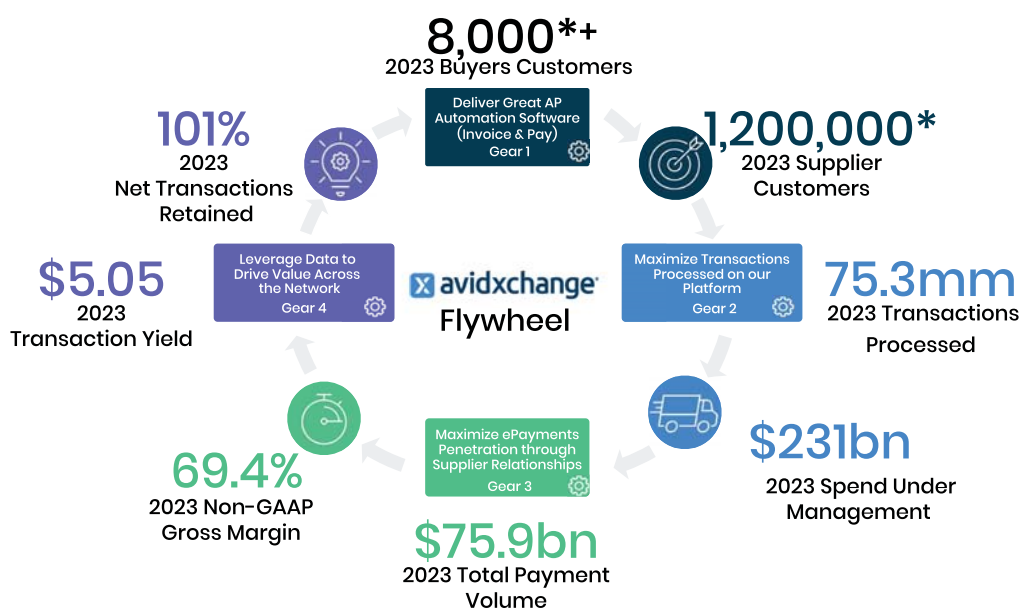 8,000*+
2023 Buyers Customers
Deliver Great AP
Automation Software
(Invoice & Pay)
Gear 1
1,200,000*
2023 Supplier
Customers
Maximize Transactions
Processed on our
Platform
Gear 2
75.3mm
2023 Transactions
Processed
$231bn
2023 Spend Under
Management
Maximize ePayments
Penetration through
Supplier Relationships
Gear 3
$75.9bn
2023 Total Payment
Volume
69.4%
2023 Non-GAAP
Gross Margin
Leverage Data to
Drive Value Across
the Network
Gear 4
$5.05
2023
Transaction Yield
101%
2023
Net Transactions
Retained
avidxchange
Flywheel